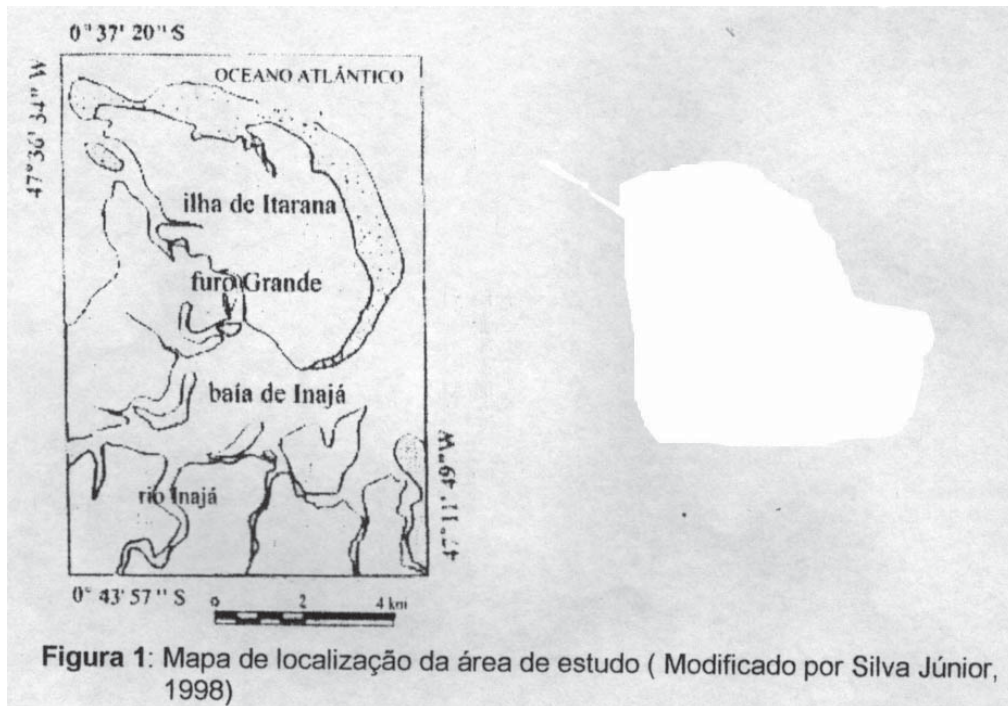 0° 37' 20" S
47°36' 34" W
OCEANO ATLÂNTICO
ilha de Itarana
furo Grande
baía de Inajá
47° 11' 49" W
rio Inajá
0° 43' 57" S
0 2 4 km
Figura 1: Mapa de localização da área de estudo ( Modificado por Silva Júnior,
1998)